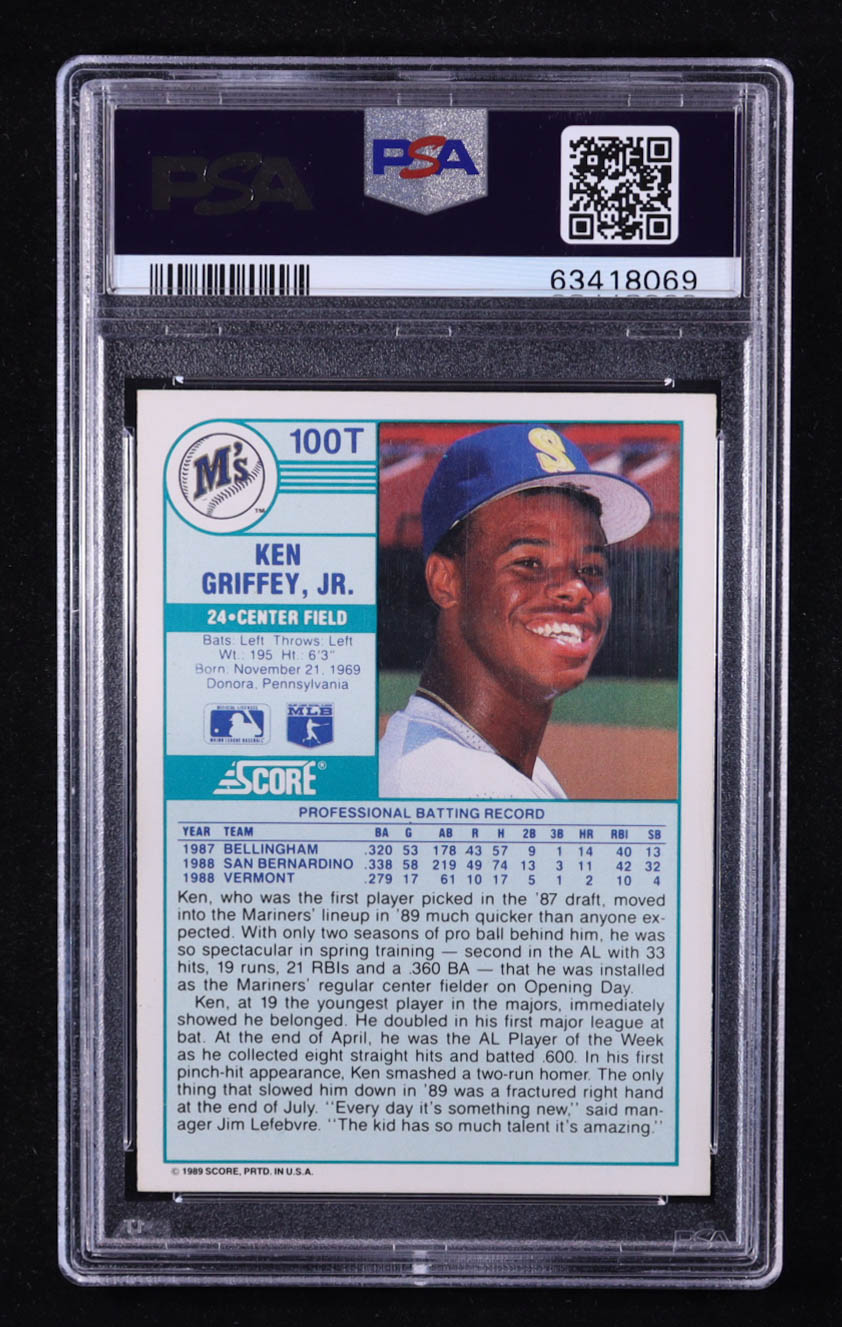 PSA
PSA
63418069
M's
TM
100T
S
KEN
GRIFFEY, JR.
24•CENTER FIELD
Bats: Left Throws: Left
Wt.: 195 Ht.: 6'3"
Born: November 21, 1969
Donora, Pennsylvania
OFFICIAL LICENSEE
MAJOR LEAGUE BASEBALL
MLB
SCORE®
PROFESSIONAL BATTING RECORD
YEAR TEAM BA G AB R H 2B 3B HR RBI SB
1987 BELLINGHAM .320 53 178 43 57 9 1 14 40 13
1988 SAN BERNARDINO .338 58 219 49 74 13 3 11 42 32
1988 VERMONT .279 17 61 10 17 5 1 2 10 4
Ken, who was the first player picked in the '87 draft, moved
into the Mariners' lineup in '89 much quicker than anyone ex-
pected. With only two seasons of pro ball behind him, he was
so spectacular in spring training — second in the AL with 33
hits, 19 runs, 21 RBIs and a .360 BA — that he was installed
as the Mariners' regular center fielder on Opening Day.
Ken, at 19 the youngest player in the majors, immediately
showed he belonged. He doubled in his first major league at
bat. At the end of April, he was the AL Player of the Week
as he collected eight straight hits and batted .600. In his first
pinch-hit appearance, Ken smashed a two-run homer. The only
thing that slowed him down in '89 was a fractured right hand
at the end of July. "Every day it's something new," said man-
ager Jim Lefebvre. "The kid has so much talent it's amazing."
© 1989 SCORE, PRTD. IN U.S.A.
PSA